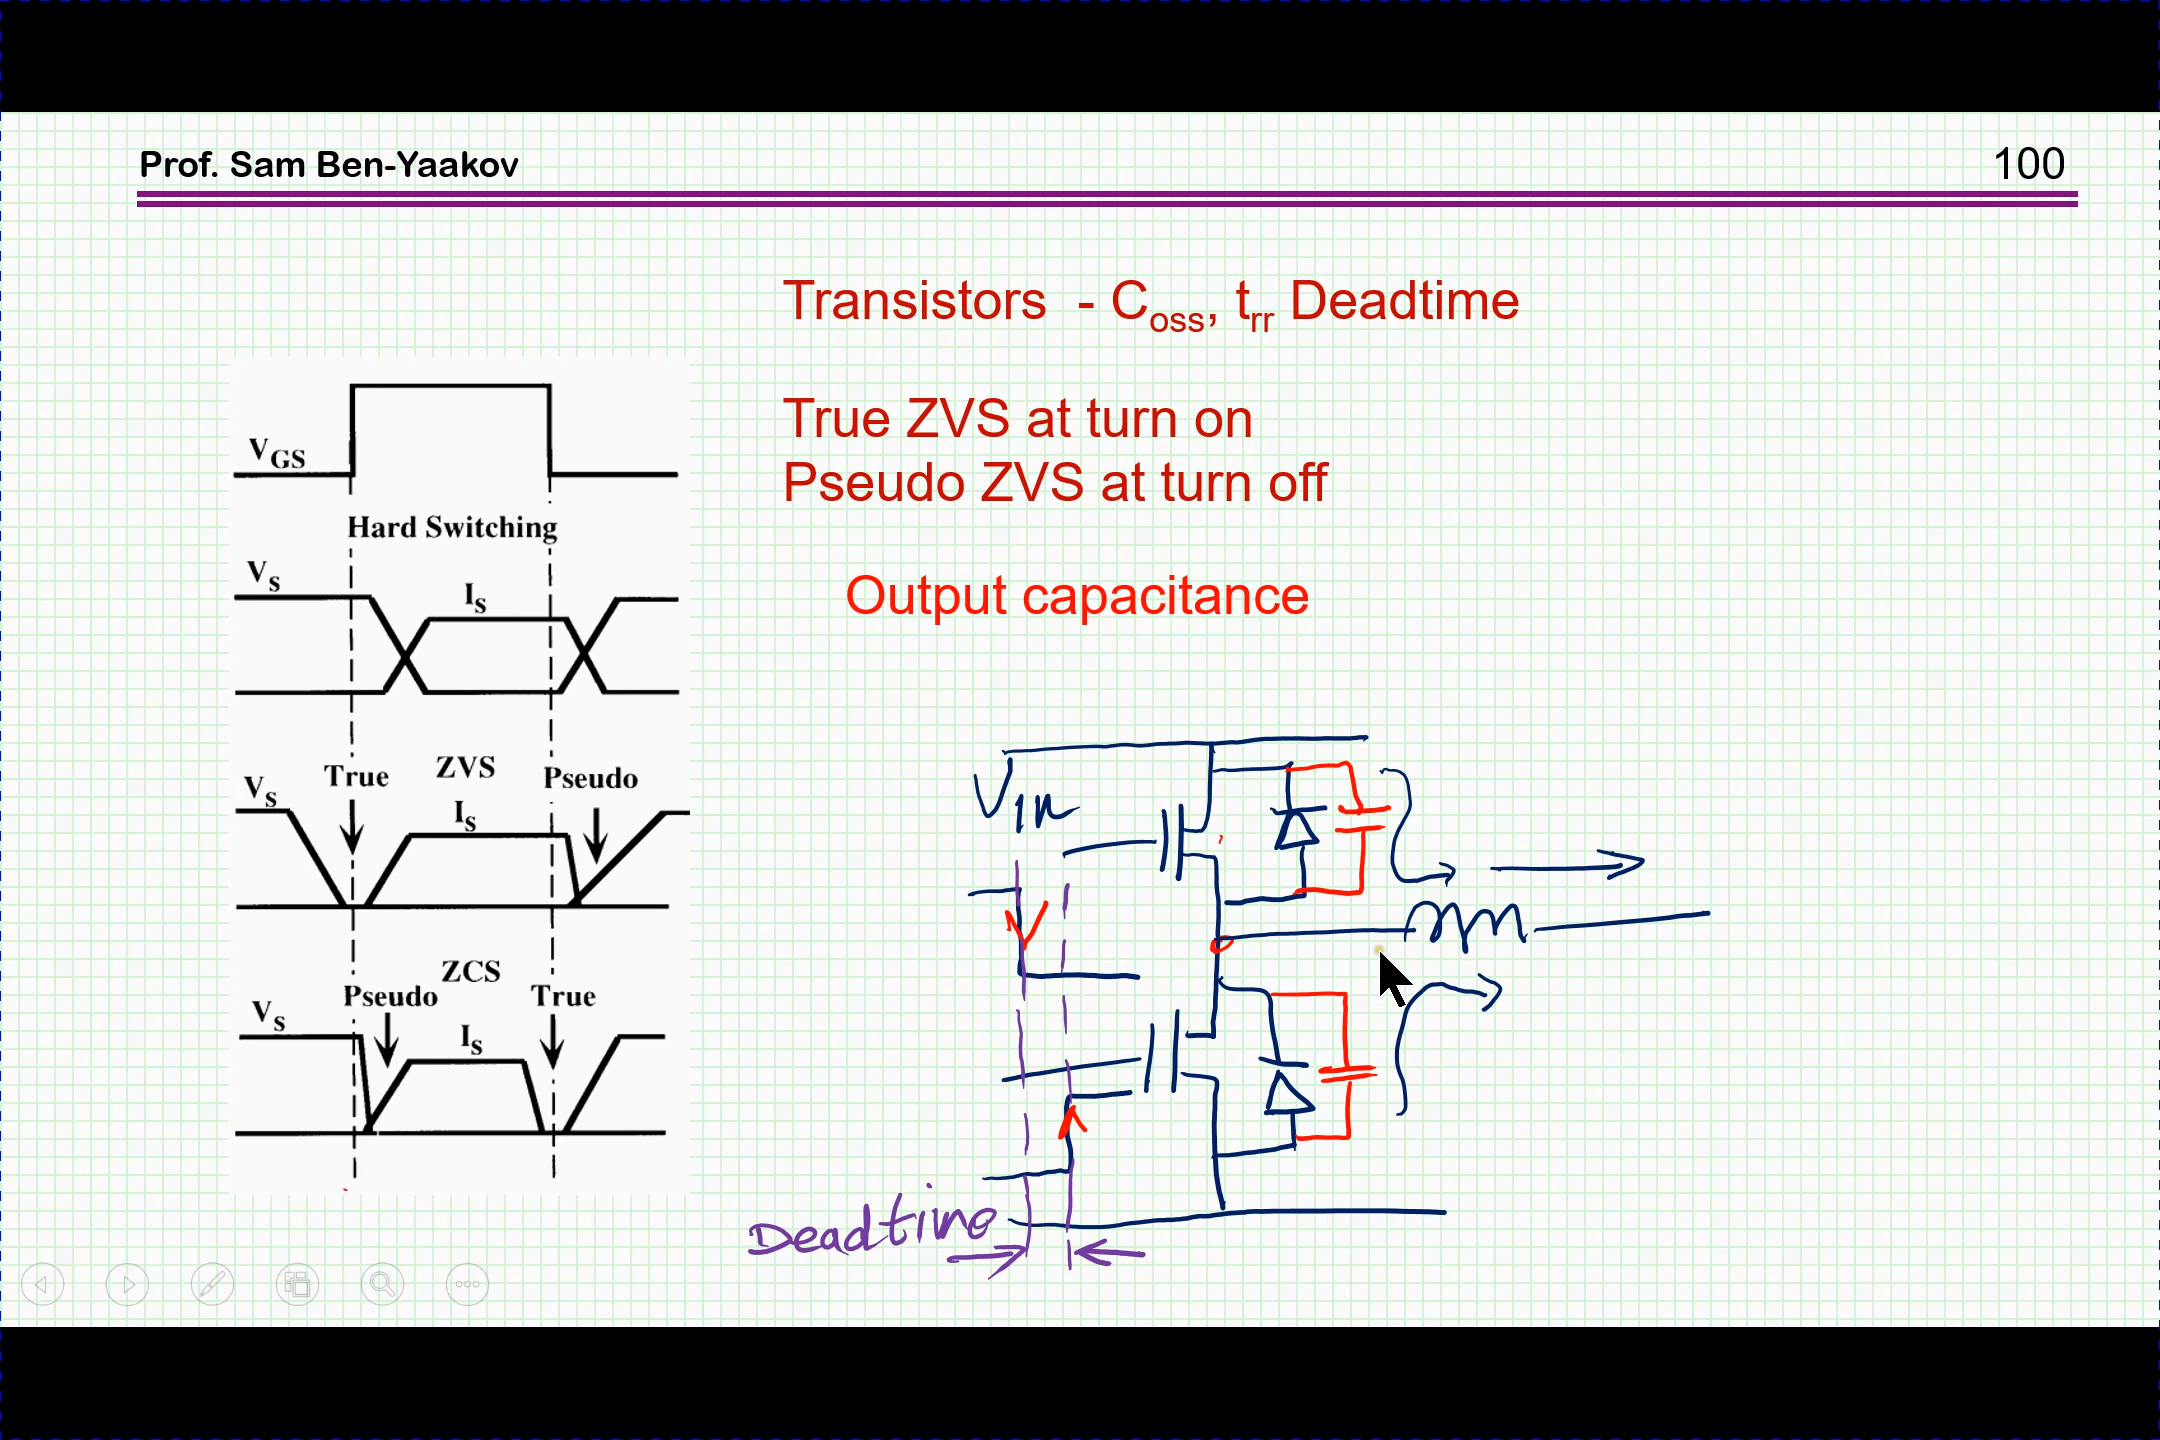 Prof. Sam Ben-Yaakov
100
Transistors - Coss, trr Deadtime
True ZVS at turn on
Pseudo ZVS at turn off
Output capacitance
VGS
Hard Switching
VS
IS
True ZVS Pseudo
VS
IS
ZCS
Pseudo True
VS
IS
Vin
Deadtime